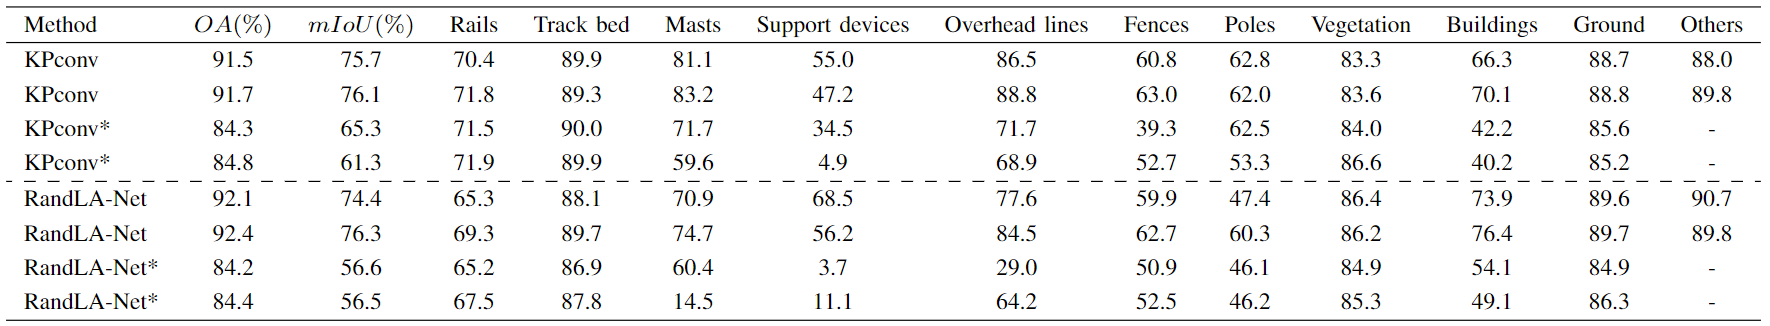 Method OA(%) mIoU(%) Rails Track bed Masts Support devices Overhead lines Fences Poles Vegetation Buildings Ground Others
KPconv 91.5 75.7 70.4 89.9 81.1 55.0 86.5 60.8 62.8 83.3 66.3 88.7 88.0
KPconv 91.7 76.1 71.8 89.3 83.2 47.2 88.8 63.0 62.0 83.6 70.1 88.8 89.8
KPconv* 84.3 65.3 71.5 90.0 71.7 34.5 71.7 39.3 62.5 84.0 42.2 85.6 -
KPconv* 84.8 61.3 71.9 89.9 59.6 4.9 68.9 52.7 53.3 86.6 40.2 85.2 -
RandLA-Net 92.1 74.4 65.3 88.1 70.9 68.5 77.6 59.9 47.4 86.4 73.9 89.6 90.7
RandLA-Net 92.4 76.3 69.3 89.7 74.7 56.2 84.5 62.7 60.3 86.2 76.4 89.7 89.8
RandLA-Net* 84.2 56.6 65.2 86.9 60.4 3.7 29.0 50.9 46.1 84.9 54.1 84.9 -
RandLA-Net* 84.4 56.5 67.5 87.8 14.5 11.1 64.2 52.5 46.2 85.3 49.1 86.3 -